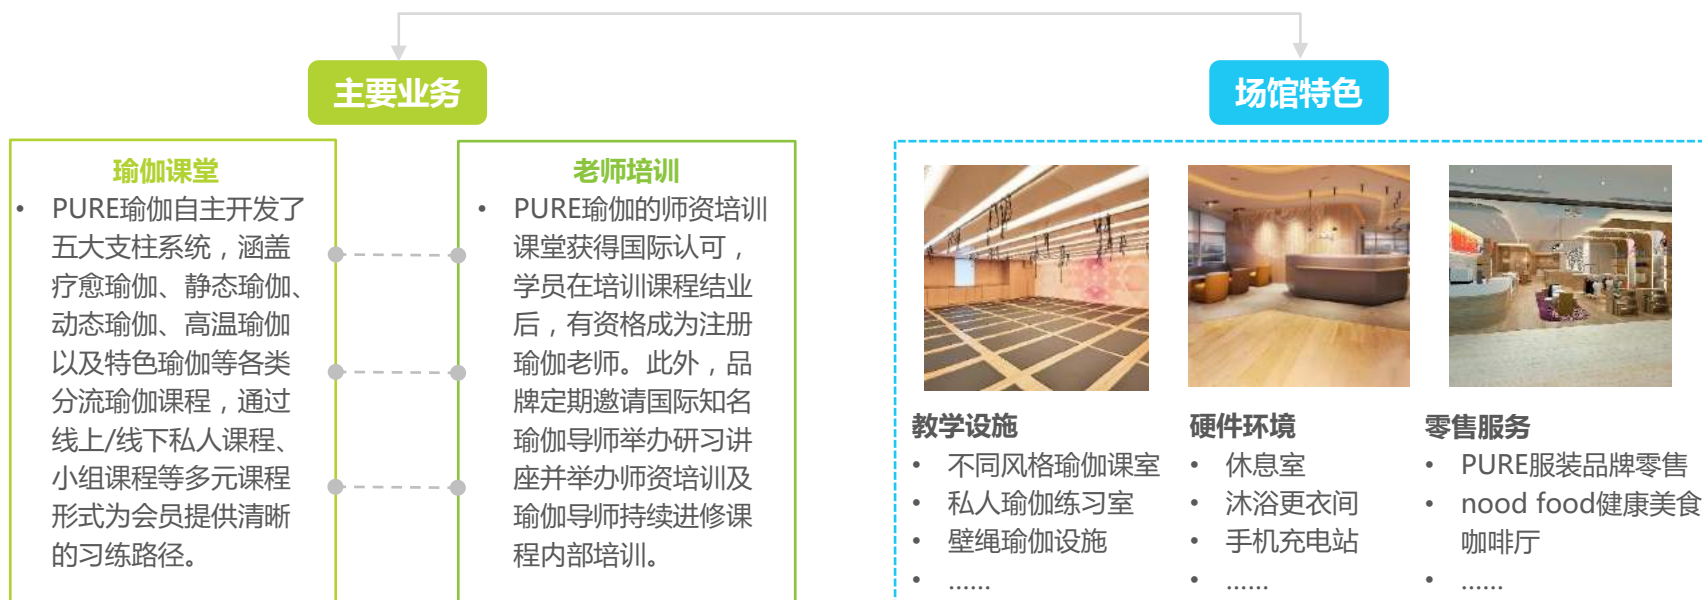 主要业务
场馆特色
瑜伽课堂
• PURE瑜伽自主开发了
五大支柱系统，涵盖
疗愈瑜伽、静态瑜伽、
动态瑜伽、高温瑜伽
以及特色瑜伽等各类
分流瑜伽课程，通过
线上/线下私人课程、
小组课程等多元课程
形式为会员提供清晰
的习练路径。
老师培训
• PURE瑜伽的师资培训
课堂获得国际认可，
学员在培训课程结业
后，有资格成为注册
瑜伽老师。此外，品
牌定期邀请国际知名
瑜伽导师举办研习讲
座并举办师资培训及
瑜伽导师持续进修课
程内部培训。
教学设施
• 不同风格瑜伽课室
• 私人瑜伽练习室
• 壁绳瑜伽设施
• ......
硬件环境
• 休息室
• 沐浴更衣间
• 手机充电站
• ......
零售服务
• PURE服装品牌零售
• nood food健康美食
咖啡厅
• ......